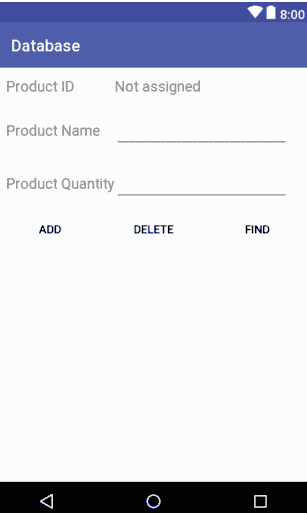 8:00
Database
Product ID Not assigned
Product Name
Product Quantity
ADD DELETE FIND